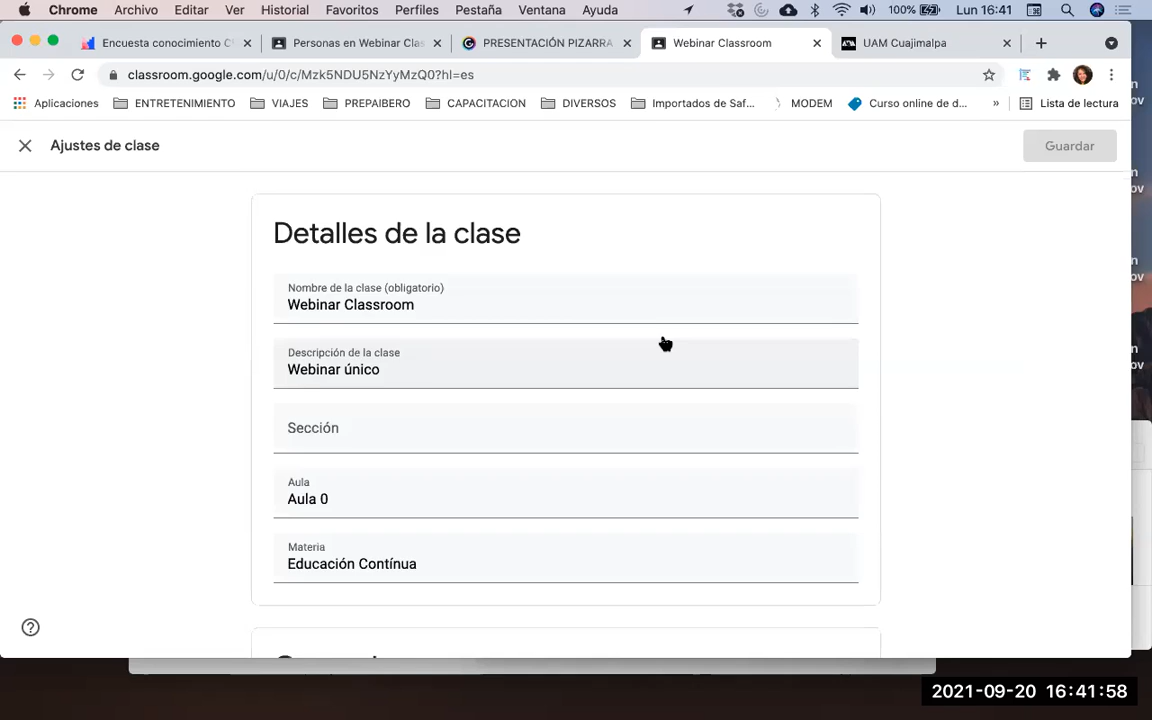 Chrome Archivo Editar Ver Historial Favoritos Perfiles Pestaña Ventana Ayuda 100% Lun 16:41
Encuesta conocimiento C Personas en Webinar Clas PRESENTACIÓN PIZARRA Webinar Classroom UAM Cuajimalpa
classroom.google.com/u/0/c/Mzk5NDU5NzYyMzQ0?hl=es
Aplicaciones ENTRETENIMIENTO VIAJES PREPAIBERO CAPACITACION DIVERSOS Importados de Saf... MODEM Curso online de d... » Lista de lectura
Ajustes de clase Guardar
Detalles de la clase
Nombre de la clase (obligatorio)
Webinar Classroom
Descripción de la clase
Webinar único
Sección
Aula
Aula 0
Materia
Educación Contínua
2021-09-20 16:41:58